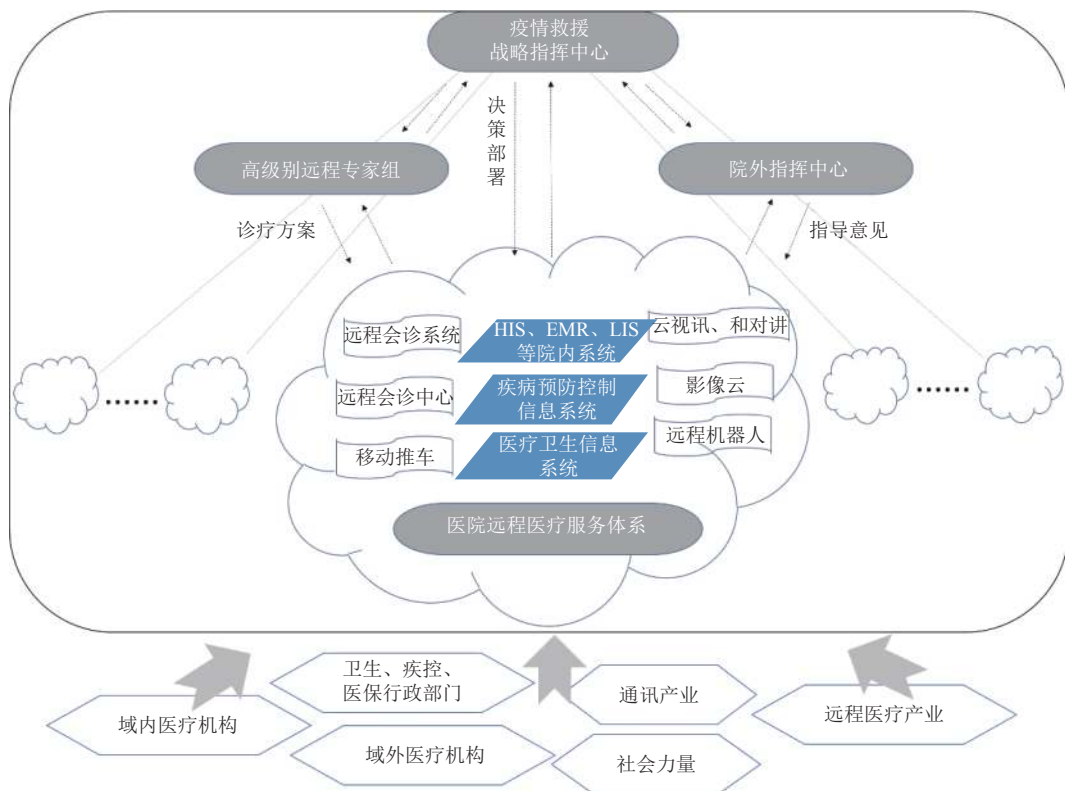 疫情救援
战略指挥中心
决策部署
高级别远程专家组
院外指挥中心
诊疗方案
指导意见
远程会诊系统
HIS、EMR、LIS
等院内系统
云视讯、和对讲
远程会诊中心
疾病预防控制
信息系统
影像云
移动推车
医疗卫生信息
系统
远程机器人
医院远程医疗服务体系
卫生、疾控、
医保行政部门
通讯产业
域内医疗机构
远程医疗产业
域外医疗机构
社会力量